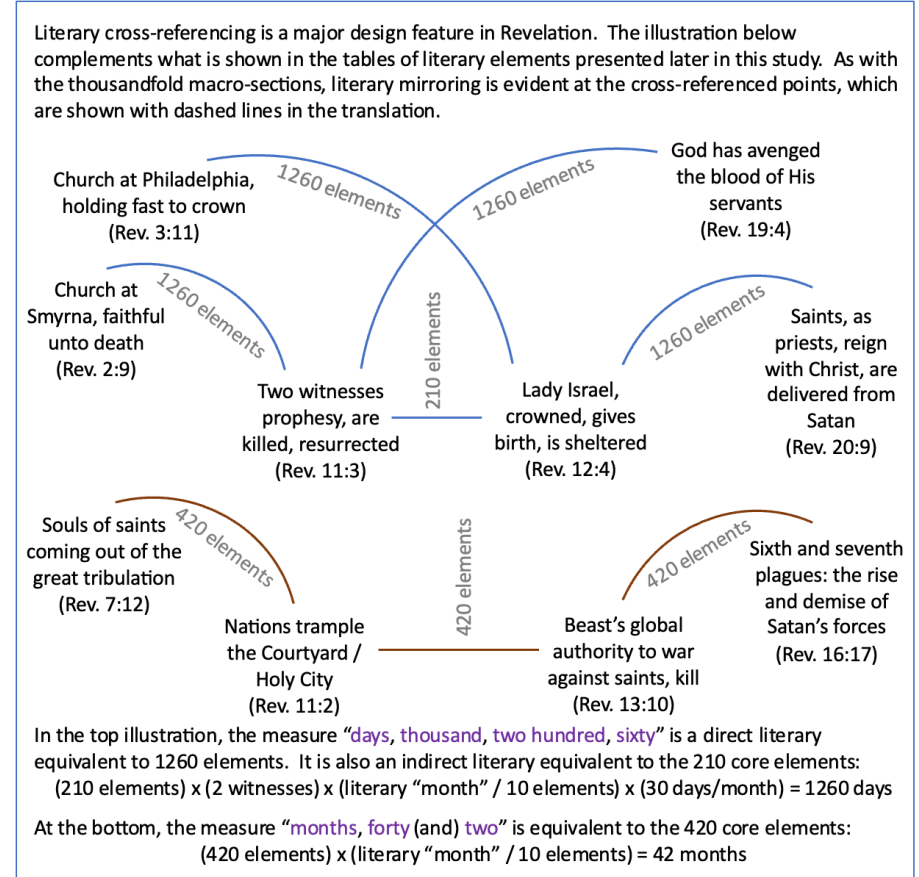 Literary cross-referencing is a major design feature in Revelation.  The illustration below
complements what is shown in the tables of literary elements presented later in this study.  As with
the thousandfold macro-sections, literary mirroring is evident at the cross-referenced points, which
are shown with dashed lines in the translation.
Church at Philadelphia,
holding fast to crown
(Rev. 3:11)
1260 elements
1260 elements
God has avenged
the blood of His
servants
(Rev. 19:4)
Church at
Smyrna, faithful
unto death
(Rev. 2:9)
1260 elements
210 elements
1260 elements
Saints, as
priests, reign
with Christ, are
delivered from
Satan
(Rev. 20:9)
Two witnesses
prophesy, are
killed, resurrected
(Rev. 11:3)
Lady Israel,
crowned, gives
birth, is sheltered
(Rev. 12:4)
Souls of saints
coming out of the
great tribulation
(Rev. 7:12)
420 elements
420 elements
420 elements
Sixth and seventh
plagues: the rise
and demise of
Satan’s forces
(Rev. 16:17)
Nations trample
the Courtyard /
Holy City
(Rev. 11:2)
Beast’s global
authority to war
against saints, kill
(Rev. 13:10)
In the top illustration, the measure “days, thousand, two hundred, sixty” is a direct literary
equivalent to 1260 elements.  It is also an indirect literary equivalent to the 210 core elements:
(210 elements) x (2 witnesses) x (literary “month” / 10 elements) x (30 days/month) = 1260 days
At the bottom, the measure “months, forty (and) two” is equivalent to the 420 core elements:
(420 elements) x (literary “month” / 10 elements) = 42 months